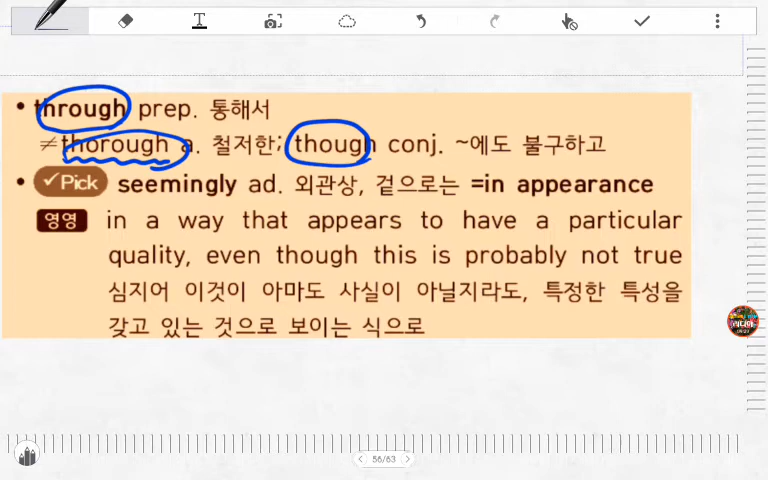 • through prep. 통해서
≠thorough a. 철저한; though conj. ~에도 불구하고
• ✓Pick seemingly ad. 외관상, 겉으로는 =in appearance
영영 in a way that appears to have a particular
quality, even though this is probably not true
심지어 이것이 아마도 사실이 아닐지라도, 특정한 특성을
갖고 있는 것으로 보이는 식으로
56/63